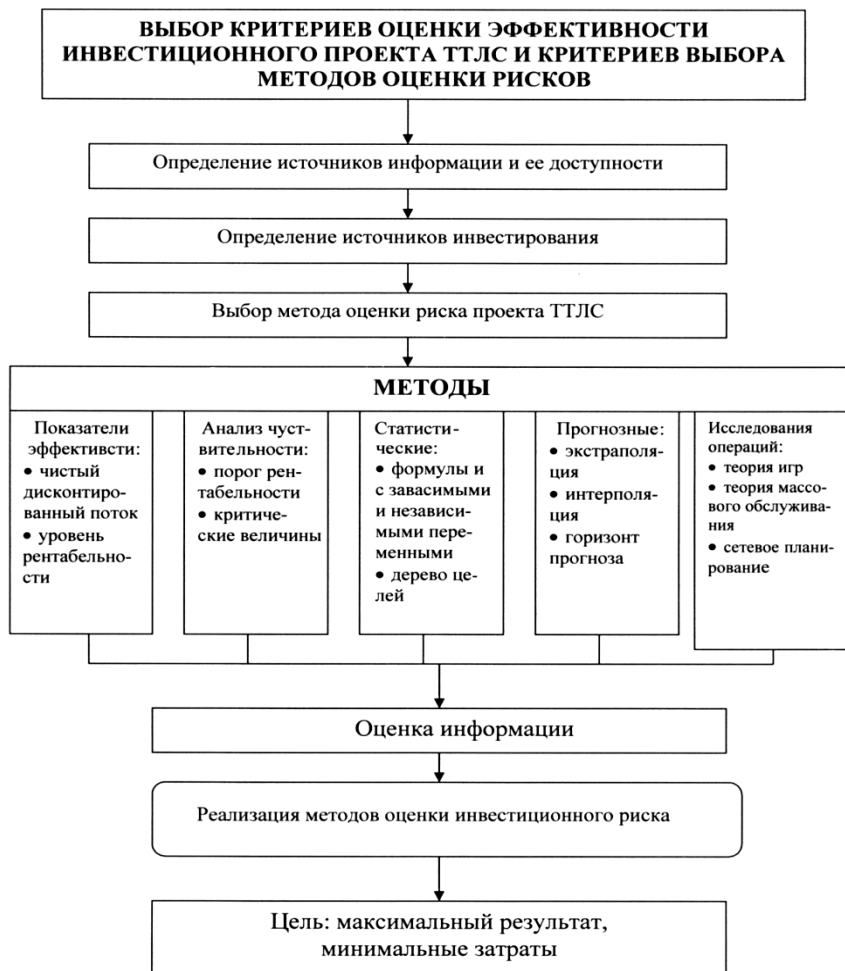 ВЫБОР КРИТЕРИЕВ ОЦЕНКИ ЭФФЕКТИВНОСТИ
ИНВЕСТИЦИОННОГО ПРОЕКТА ТТЛС И КРИТЕРИЕВ ВЫБОРА
МЕТОДОВ ОЦЕНКИ РИСКОВ
Определение источников информации и ее доступности
Определение источников инвестирования
Выбор метода оценки риска проекта ТТЛС
МЕТОДЫ
Показатели
эффективсти:
• чистый
дисконтиро-
ванный поток
• уровень
рентабельно-
сти
Анализ чуст-
вительности:
• порог рен-
табельности
• критиче-
ские величины
Статисти-
ческие:
• формулы и
с завасимыми
и независи-
мыми пере-
менными
• дерево це-
лей
Прогнозные:
• экстраполя-
ция
• интерполя-
ция
• горизонт
прогноза
Исследования
операций:
• теория игр
• теория массо-
вого обслужива-
ния
• сетевое плани-
рование
Оценка информации
Реализация методов оценки инвестиционного риска
Цель: максимальный результат,
минимальные затраты